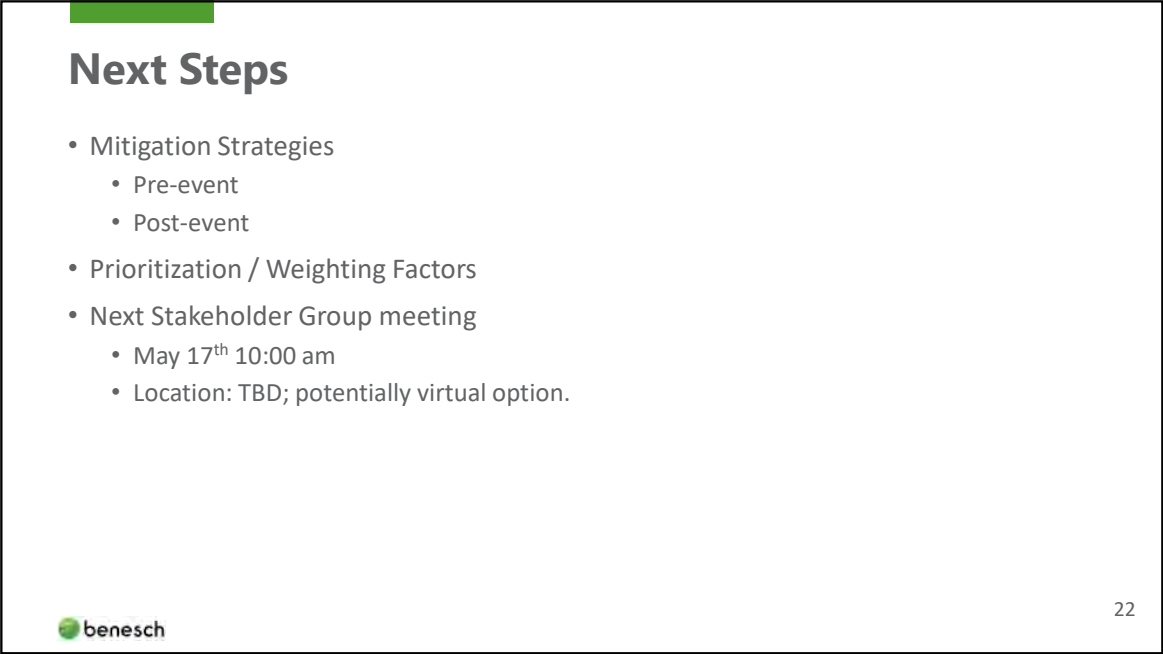 Next Steps
• Mitigation Strategies
• Pre-event
• Post-event
• Prioritization / Weighting Factors
• Next Stakeholder Group meeting
• May 17th 10:00 am
• Location: TBD; potentially virtual option.
22
benesch